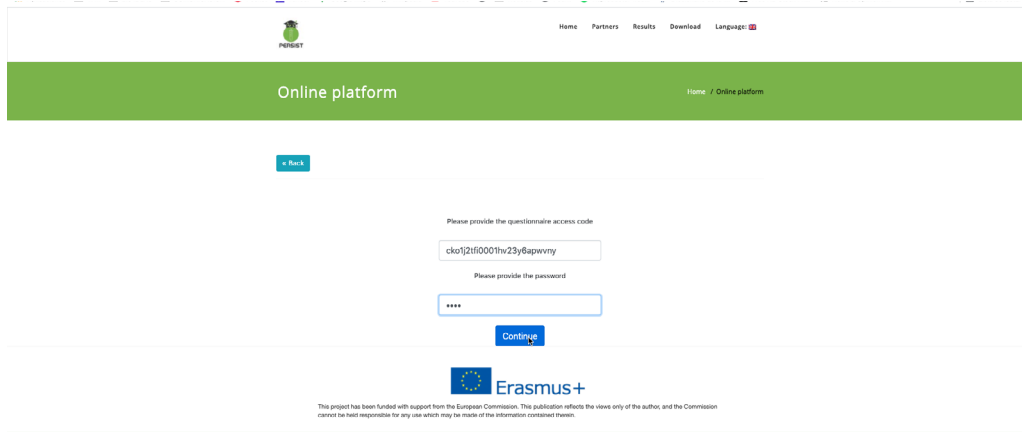 PERSIST
Home Partners Results Download Language:
Online platform
Home / Online platform
« Back
Please provide the questionnaire access code
cko1j2tfi0001hv23y6apwvny
Please provide the password
••••
Continue
Erasmus+
This project has been funded with support from the European Commission. This publication reflects the views only of the author, and the Commission
cannot be held responsible for any use which may be made of the information contained therein.